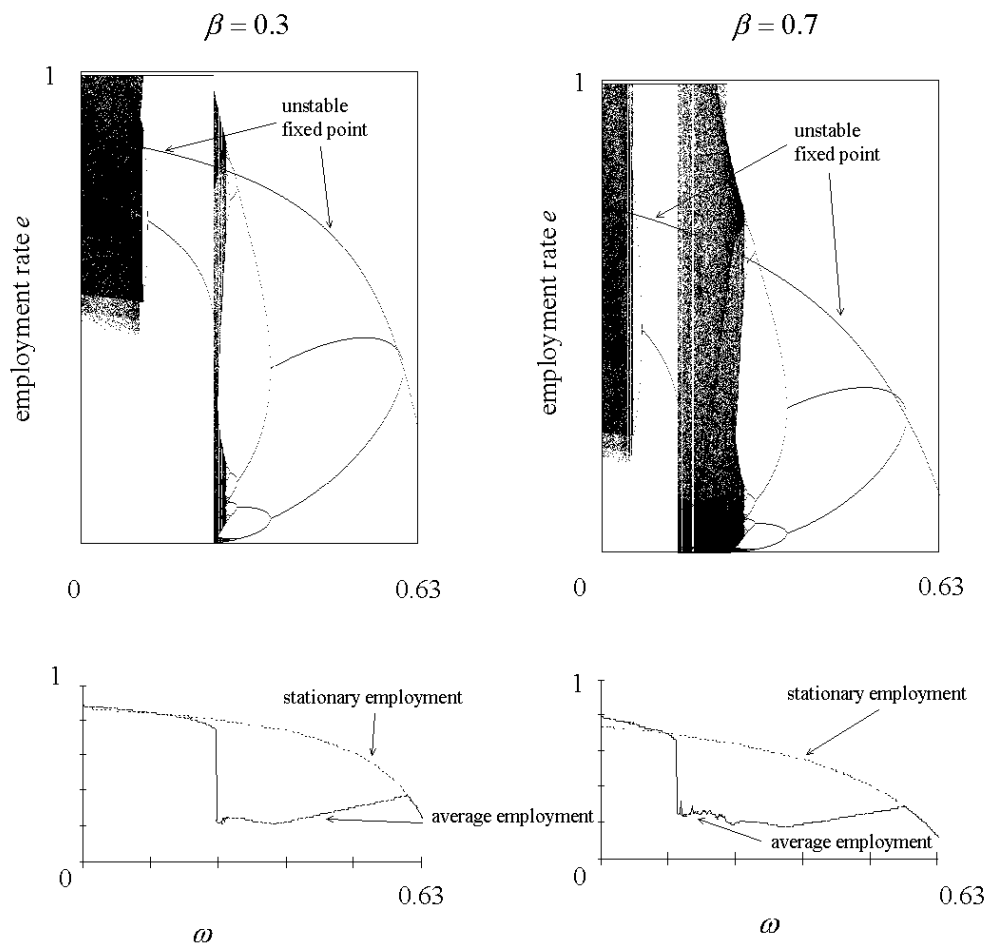 β = 0.3
β = 0.7
1
unstable
fixed point
employment rate e
0
0.63
1
unstable
fixed point
employment rate e
0
0.63
1
stationary employment
average employment
0
0.63
ω
1
stationary employment
average employment
0
0.63
ω